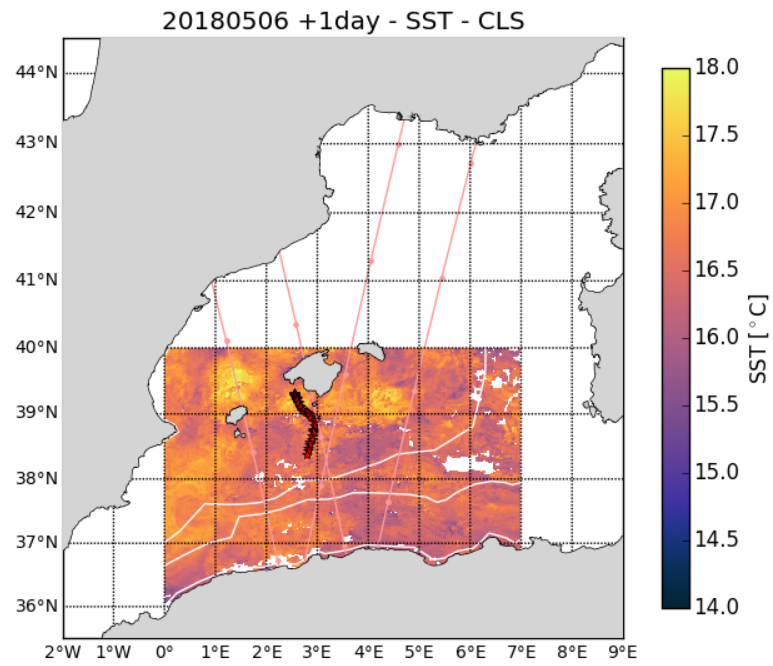 20180506 +1day - SST - CLS
44°N
43°N
42°N
41°N
40°N
39°N
38°N
37°N
36°N
2°W 1°W 0° 1°E 2°E 3°E 4°E 5°E 6°E 7°E 8°E 9°E
18.0
17.5
17.0
16.5
16.0
15.5
15.0
14.5
14.0
SST [°C]